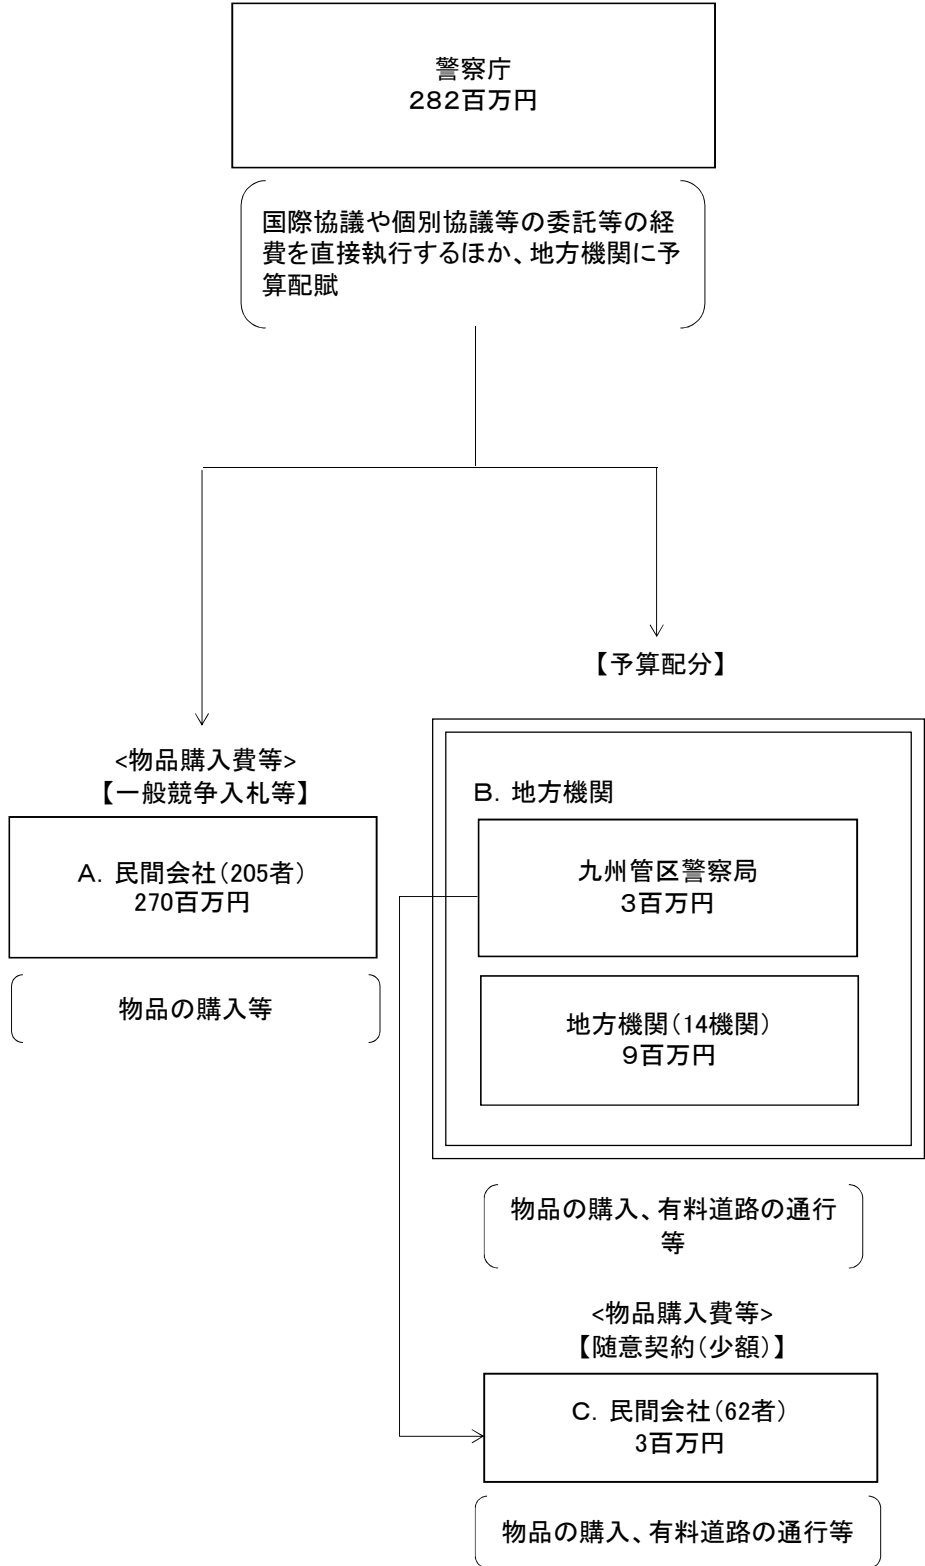 警察庁
282百万円
国際協議や個別協議等の委託等の経
費を直接執行するほか、地方機関に予
算配賦
【予算配分】
<物品購入費等>
【一般競争入札等】
A. 民間会社(205者)
270百万円
物品の購入等
B. 地方機関
九州管区警察局
3百万円
地方機関(14機関)
9百万円
物品の購入、有料道路の通行
等
<物品購入費等>
【随意契約(少額)】
C. 民間会社(62者)
3百万円
物品の購入、有料道路の通行等